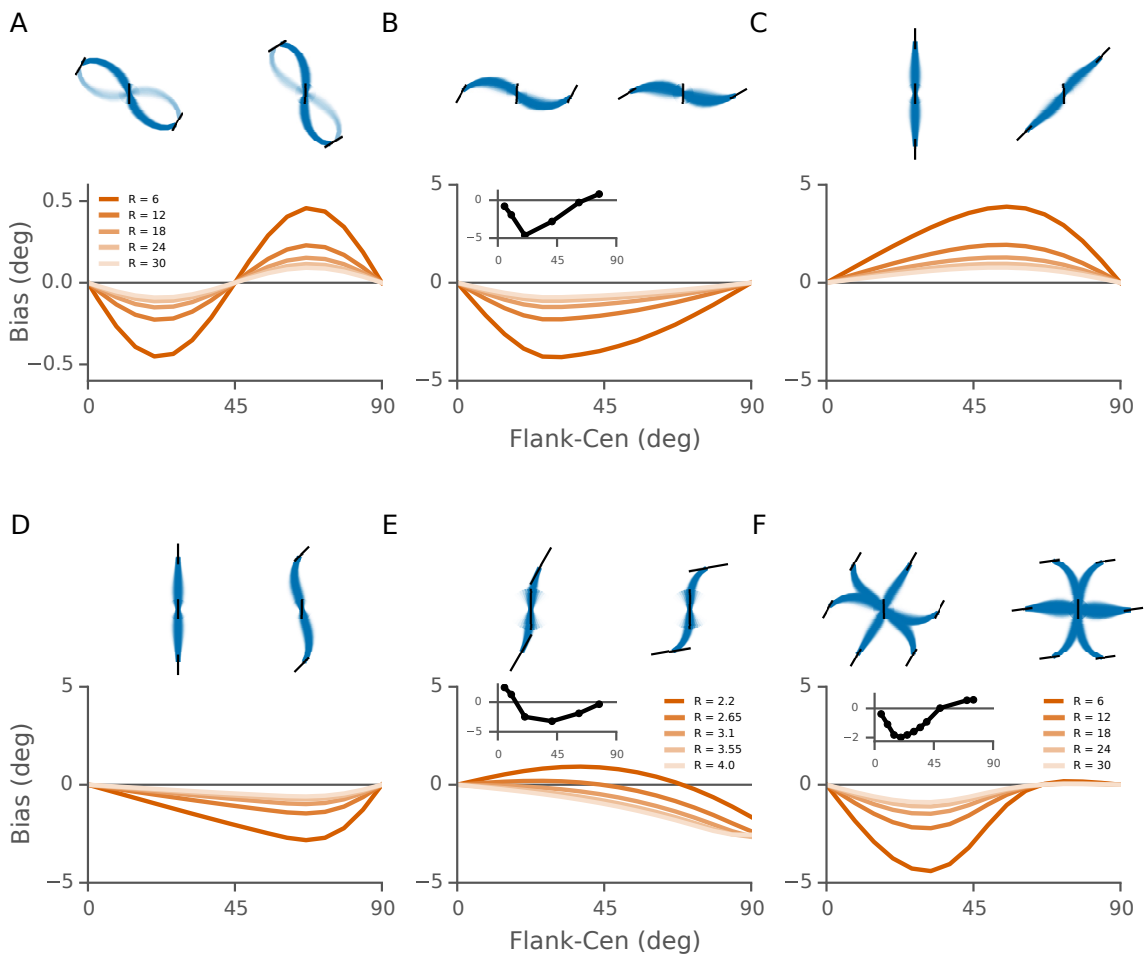 A
B
C
0.5
0.0
−0.5
Bias (deg)
R = 6
R = 12
R = 18
R = 24
R = 30
0
45
90
5
−5
0
−5
45
90
0
45
90
Flank-Cen (deg)
5
0
−5
0
45
90
D
E
F
5
0
−5
Bias (deg)
0
45
90
5
0
−5
0
−5
0
45
90
R = 2.2
R = 2.65
R = 3.1
R = 3.55
R = 4.0
0
45
90
Flank-Cen (deg)
5
0
−5
0
−2
0
45
90
R = 6
R = 12
R = 18
R = 24
R = 30
0
45
90